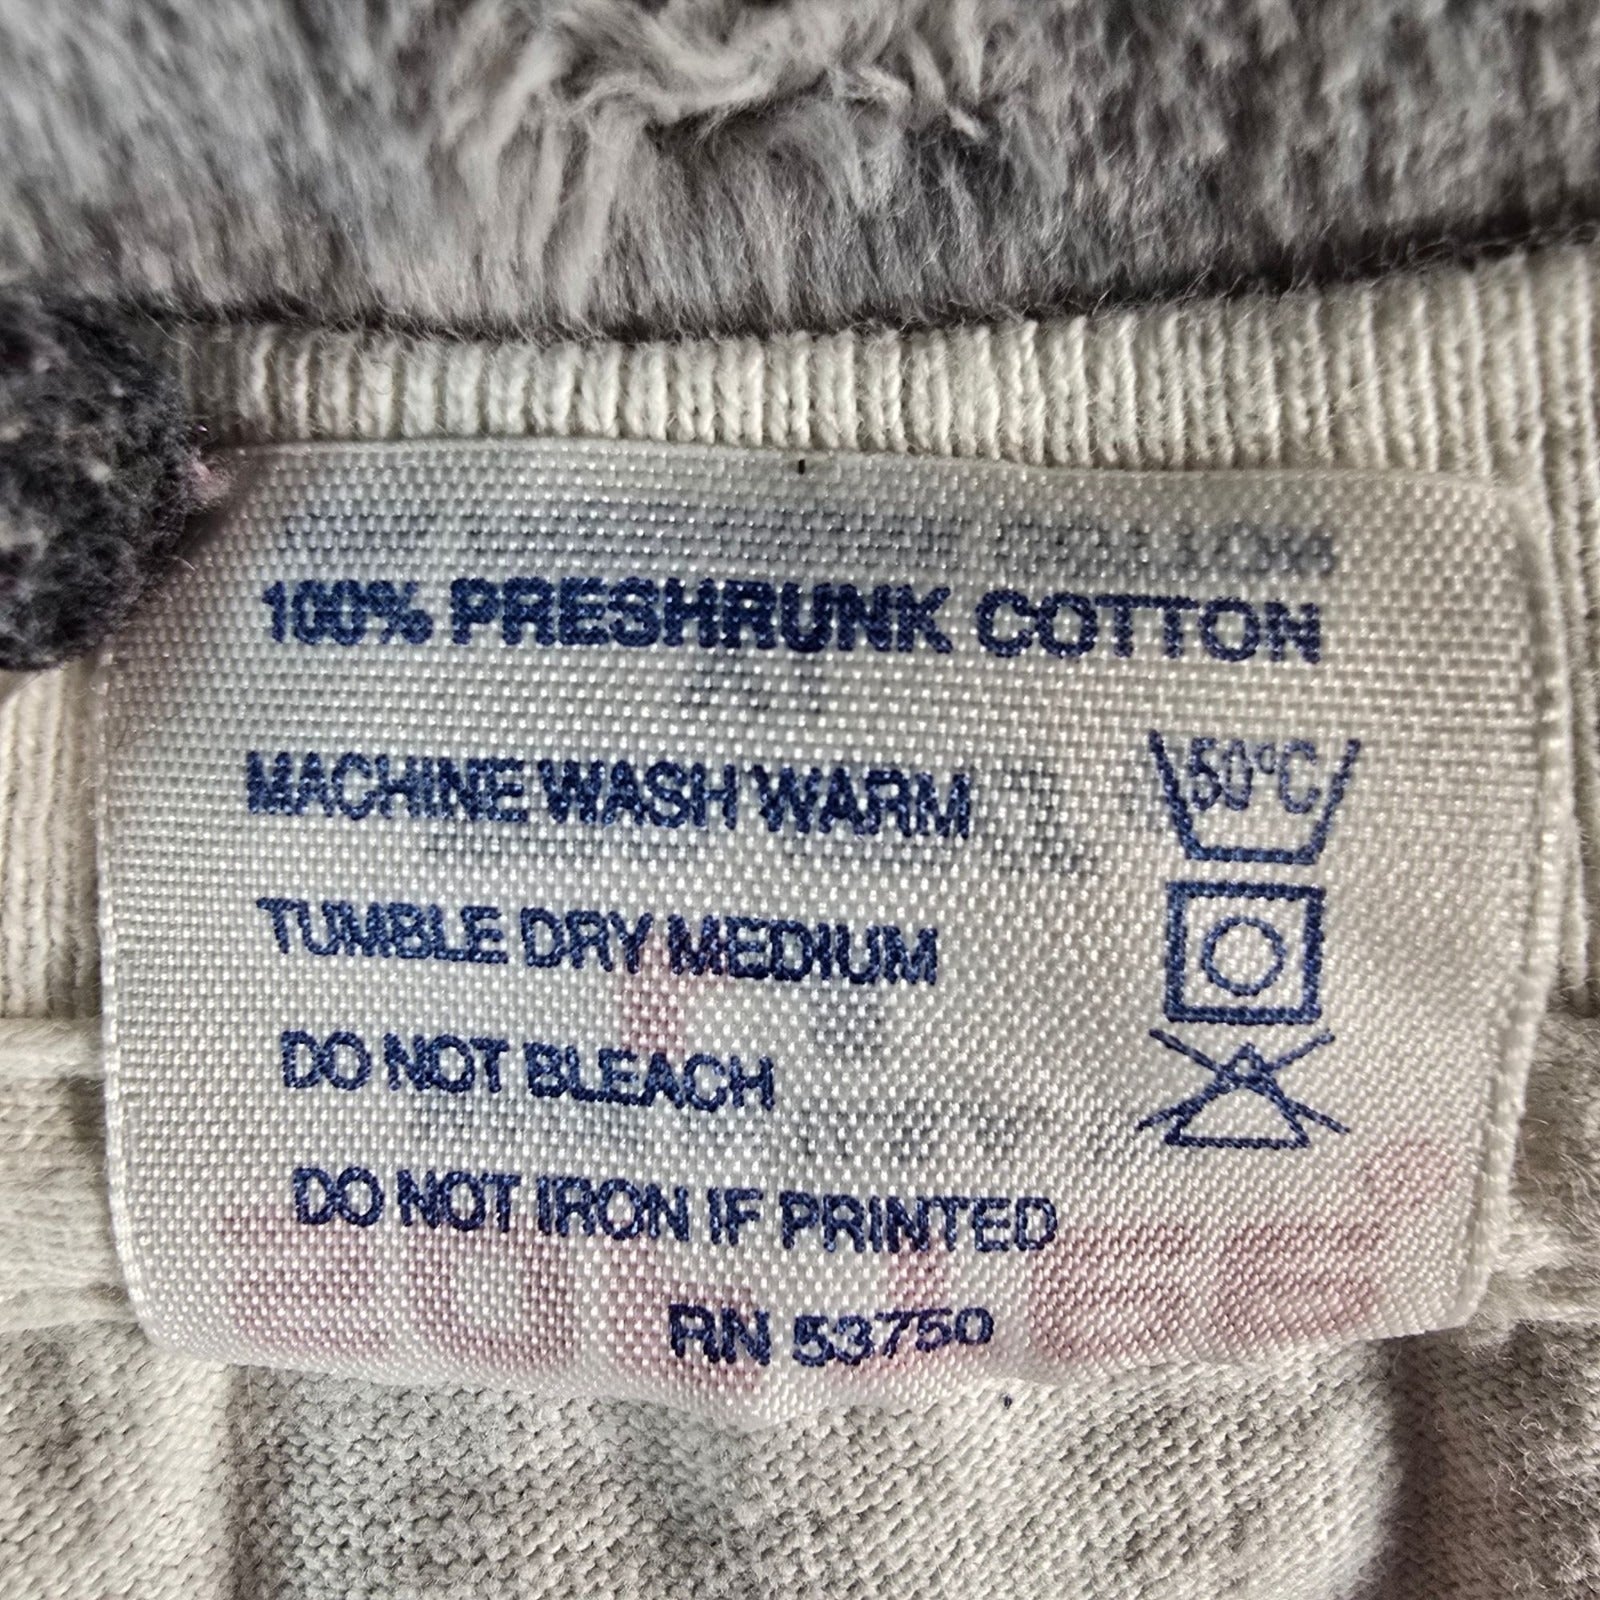 100% PRESHRUNK COTTON
MACHINE WASH WARM
50°C
TUMBLE DRY MEDIUM
DO NOT BLEACH
DO NOT IRON IF PRINTED
RN 53750